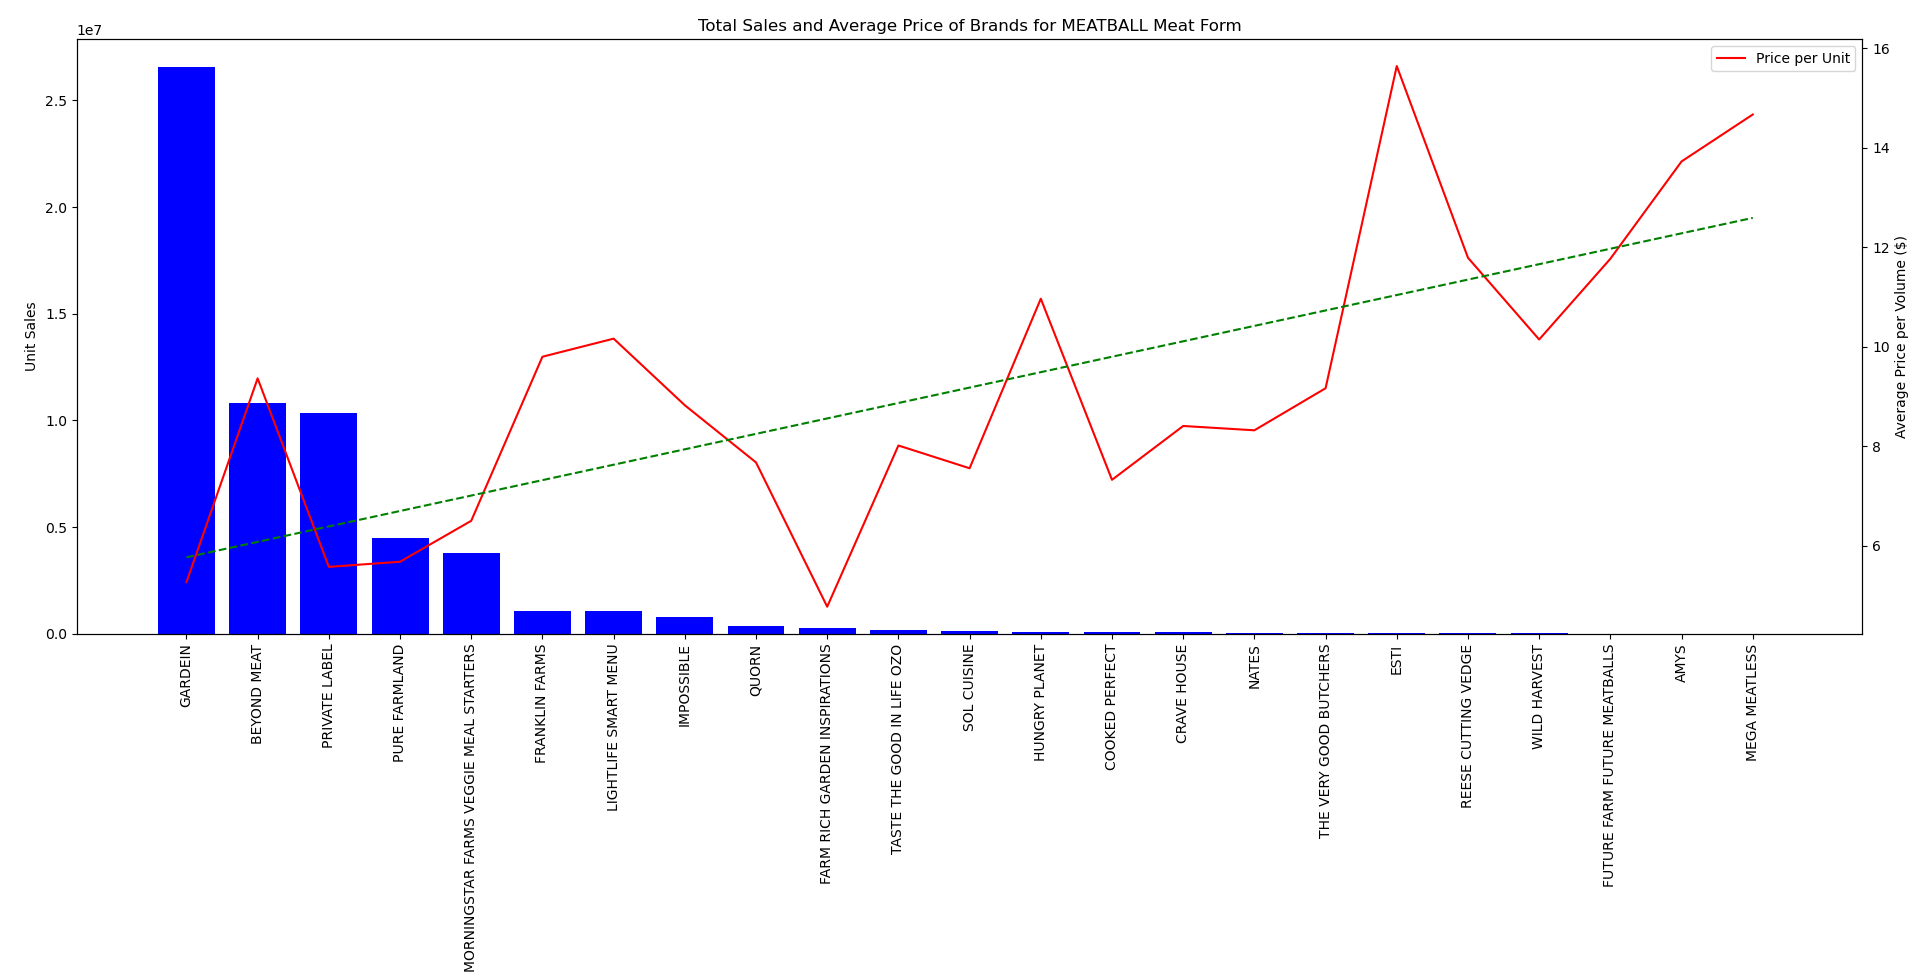 Total Sales and Average Price of Brands for MEATBALL Meat Form
1e7
Price per Unit
2.5
2.0
1.5
1.0
0.5
0.0
Unit Sales
16
14
12
10
8
6
Average Price per Volume ($)
GARDEIN
BEYOND MEAT
PRIVATE LABEL
PURE FARMLAND
MORNINGSTAR FARMS VEGGIE MEAL STARTERS
FRANKLIN FARMS
LIGHTLIFE SMART MENU
IMPOSSIBLE
QUORN
FARM RICH GARDEN INSPIRATIONS
TASTE THE GOOD IN LIFE OZO
SOL CUISINE
HUNGRY PLANET
COOKED PERFECT
CRAVE HOUSE
NATES
THE VERY GOOD BUTCHERS
ESTI
REESE CUTTING VEDGE
WILD HARVEST
FUTURE FARM FUTURE MEATBALLS
AMYS
MEGA MEATLESS